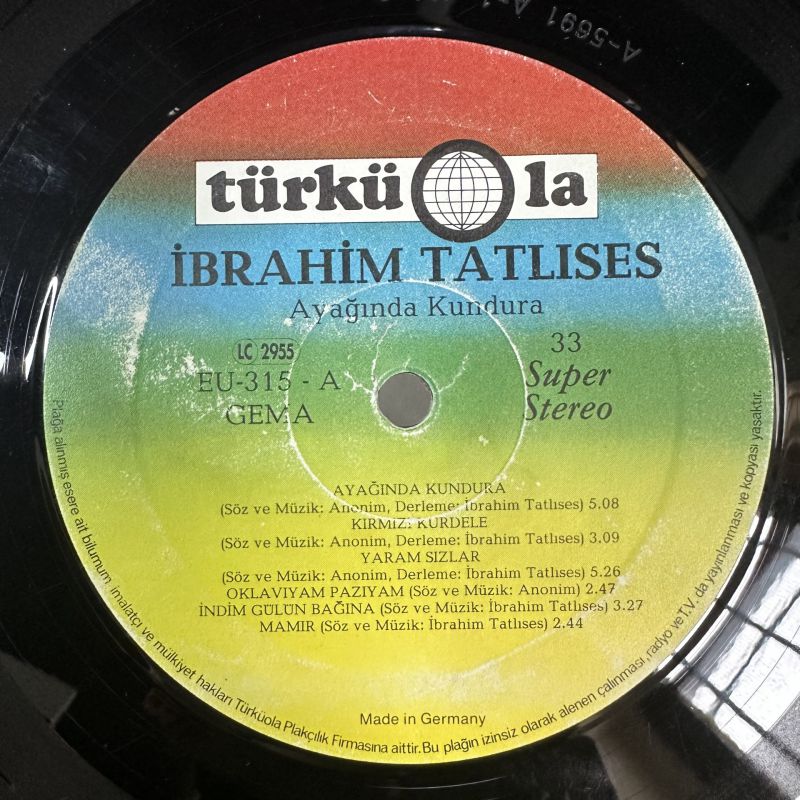 A-5691
türküola
İBRAHİM TATLISES
Ayağında Kundura
LC 2955
EU-315 - A
GEMA
33
Super
Stereo
AYAĞINDA KUNDURA
(Söz ve Müzik: Anonim, Derleme: İbrahim Tatlıses) 5.08
KIRMIZI KURDELE
(Söz ve Müzik: Anonim, Derleme: İbrahim Tatlıses) 3.09
YARAM SIZLAR
(Söz ve Müzik: Anonim, Derleme: İbrahim Tatlıses) 5.26
OKLAVIYAM PAZIYAM (Söz ve Müzik: Anonim) 2.47
İNDİM GÜLÜN BAĞINA (Söz ve Müzik: İbrahim Tatlıses) 3.27
MAMIR (Söz ve Müzik: İbrahim Tatlıses) 2.44
Made in Germany
Plağa alınmış esere ait bilumum, imalatçı ve mülkiyet hakları Türküola Plakçılık Firmasına aittir. Bu plağın izinsiz olarak alenen çalınması, radyo ve T.V. da yayınlanması ve kopyası yasaktır.